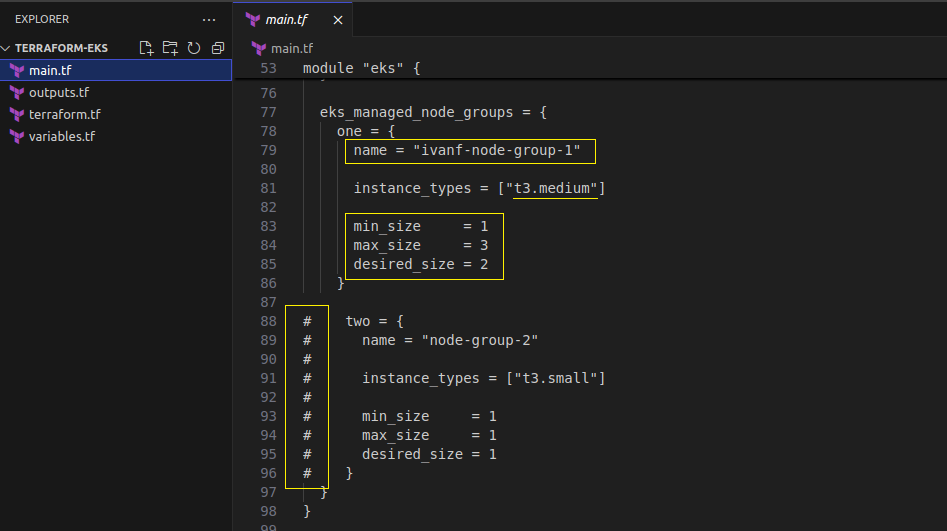 EXPLORER ...
TERRAFORM-EKS
main.tf
outputs.tf
terraform.tf
variables.tf
main.tf ×
main.tf
53 module "eks" {
76
77 eks_managed_node_groups = {
78 one = {
79 name = "ivanf-node-group-1"
80
81 instance_types = ["t3.medium"]
82
83 min_size     = 1
84 max_size     = 3
85 desired_size = 2
86 }
87
88 #    two = {
89 #      name = "node-group-2"
90 #
91 #      instance_types = ["t3.small"]
92 #
93 #      min_size     = 1
94 #      max_size     = 1
95 #      desired_size = 1
96 #    }
97 }
98 }
99